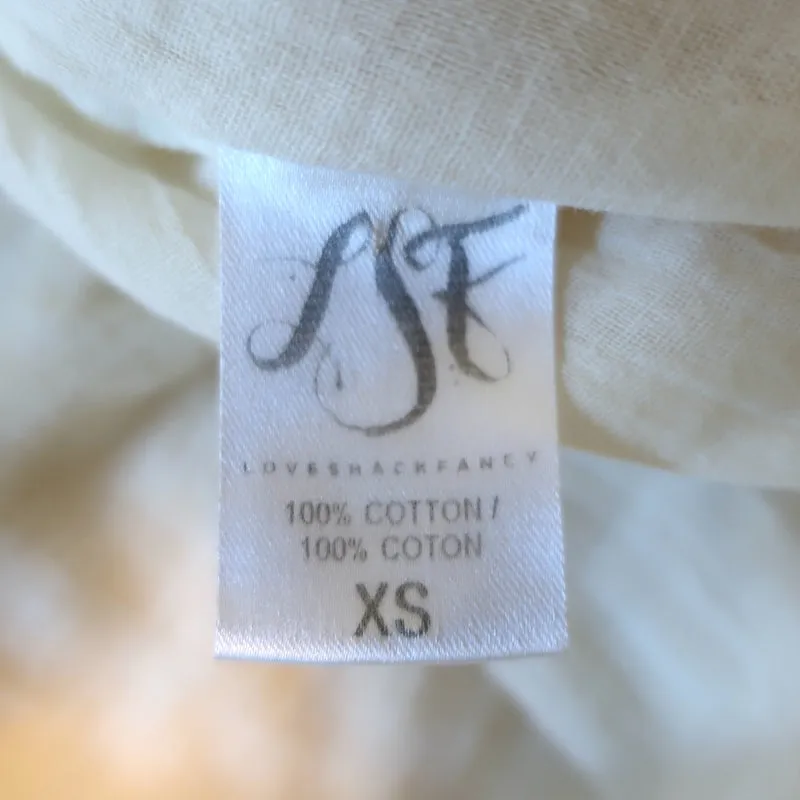 LSF
LOVESHACKFANCY
100% COTTON /
100% COTON
XS